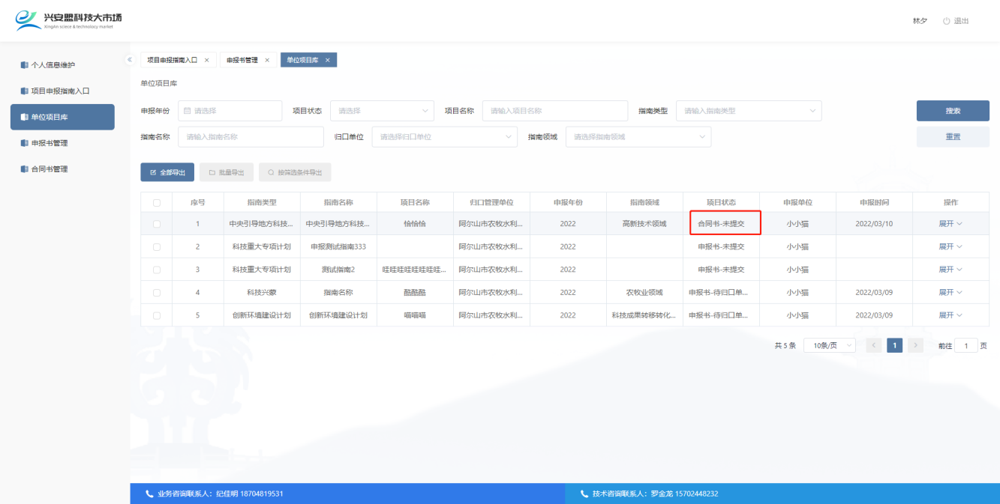 兴安盟科技大市场
XingAn sciece & technolocy market
林夕 退出
个人信息维护
项目申报指南入口
单位项目库
申报书管理
合同书管理
项目申报指南入口 × 申报书管理 × 单位项目库 ×
单位项目库
申报年份 请选择 项目状态 请选择 项目名称 请输入项目名称 指南类型 请输入指南类型 搜索
指南名称 请输入指南名称 归口单位 请选择归口单位 指南领域 请选择指南领域 重置
全部导出 批量导出 按筛选条件导出
序号 指南类型 指南名称 项目名称 归口管理单位 申报年份 指南领域 项目状态 申报单位 申报时间 操作
1 中央引导地方科技... 中央引导地方科技... 恰恰恰 阿尔山市农牧水利... 2022 高新技术领域 合同书-未提交 小小猫 2022/03/10 展开
2 科技重大专项计划 申报测试指南333 阿尔山市农牧水利... 2022 申报书-未提交 小小猫 展开
3 科技重大专项计划 测试指南2 哇哇哇哇哇哇哇... 阿尔山市农牧水利... 2022 申报书-未提交 小小猫 展开
4 科技兴蒙 指南名称 酷酷酷 阿尔山市农牧水利... 2022 农牧业领域 申报书-待归口单... 小小猫 2022/03/09 展开
5 创新环境建设计划 创新环境建设计划 喵喵喵 阿尔山市农牧水利... 2022 科技成果转移转化... 申报书-待归口单... 小小猫 2022/03/09 展开
共 5 条 10条/页 < 1 > 前往 1 页
业务咨询联系人：纪佳明 18704819531 技术咨询联系人：罗金龙 15702448232